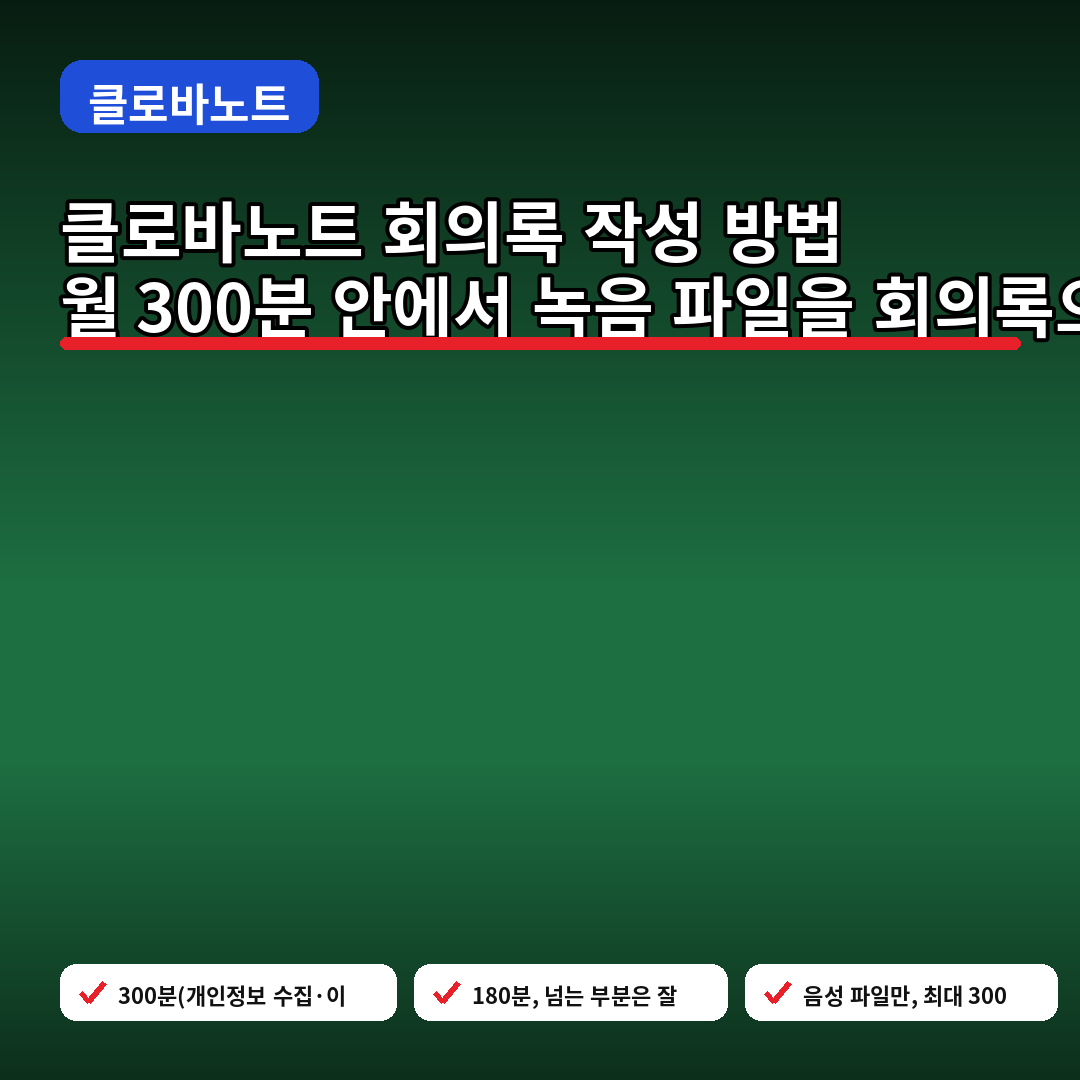 클로바노트
클로바노트 회의록 작성 방법
월 300분 안에서 녹음 파일을 회의록으
300분(개인정보 수집·이
180분, 넘는 부분은 잘
음성 파일만, 최대 300